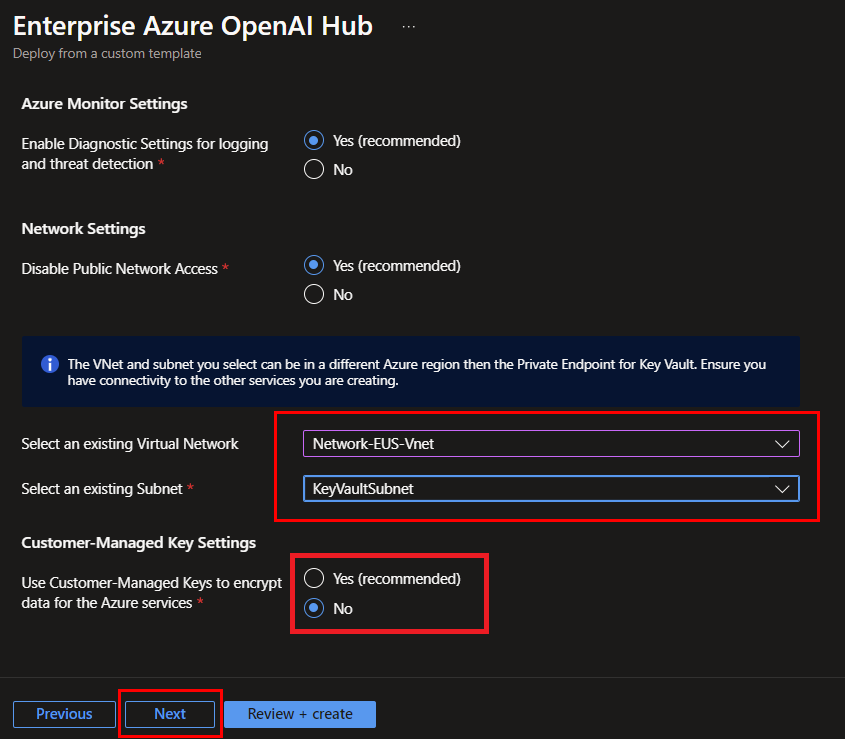 Enterprise Azure OpenAI Hub ...
Deploy from a custom template
Azure Monitor Settings
Enable Diagnostic Settings for logging
and threat detection *
Yes (recommended)
No
Network Settings
Disable Public Network Access *
Yes (recommended)
No
The VNet and subnet you select can be in a different Azure region then the Private Endpoint for Key Vault. Ensure you
have connectivity to the other services you are creating.
Select an existing Virtual Network
Network-EUS-Vnet
Select an existing Subnet *
KeyVaultSubnet
Customer-Managed Key Settings
Use Customer-Managed Keys to encrypt
data for the Azure services *
Yes (recommended)
No
Previous
Next
Review + create